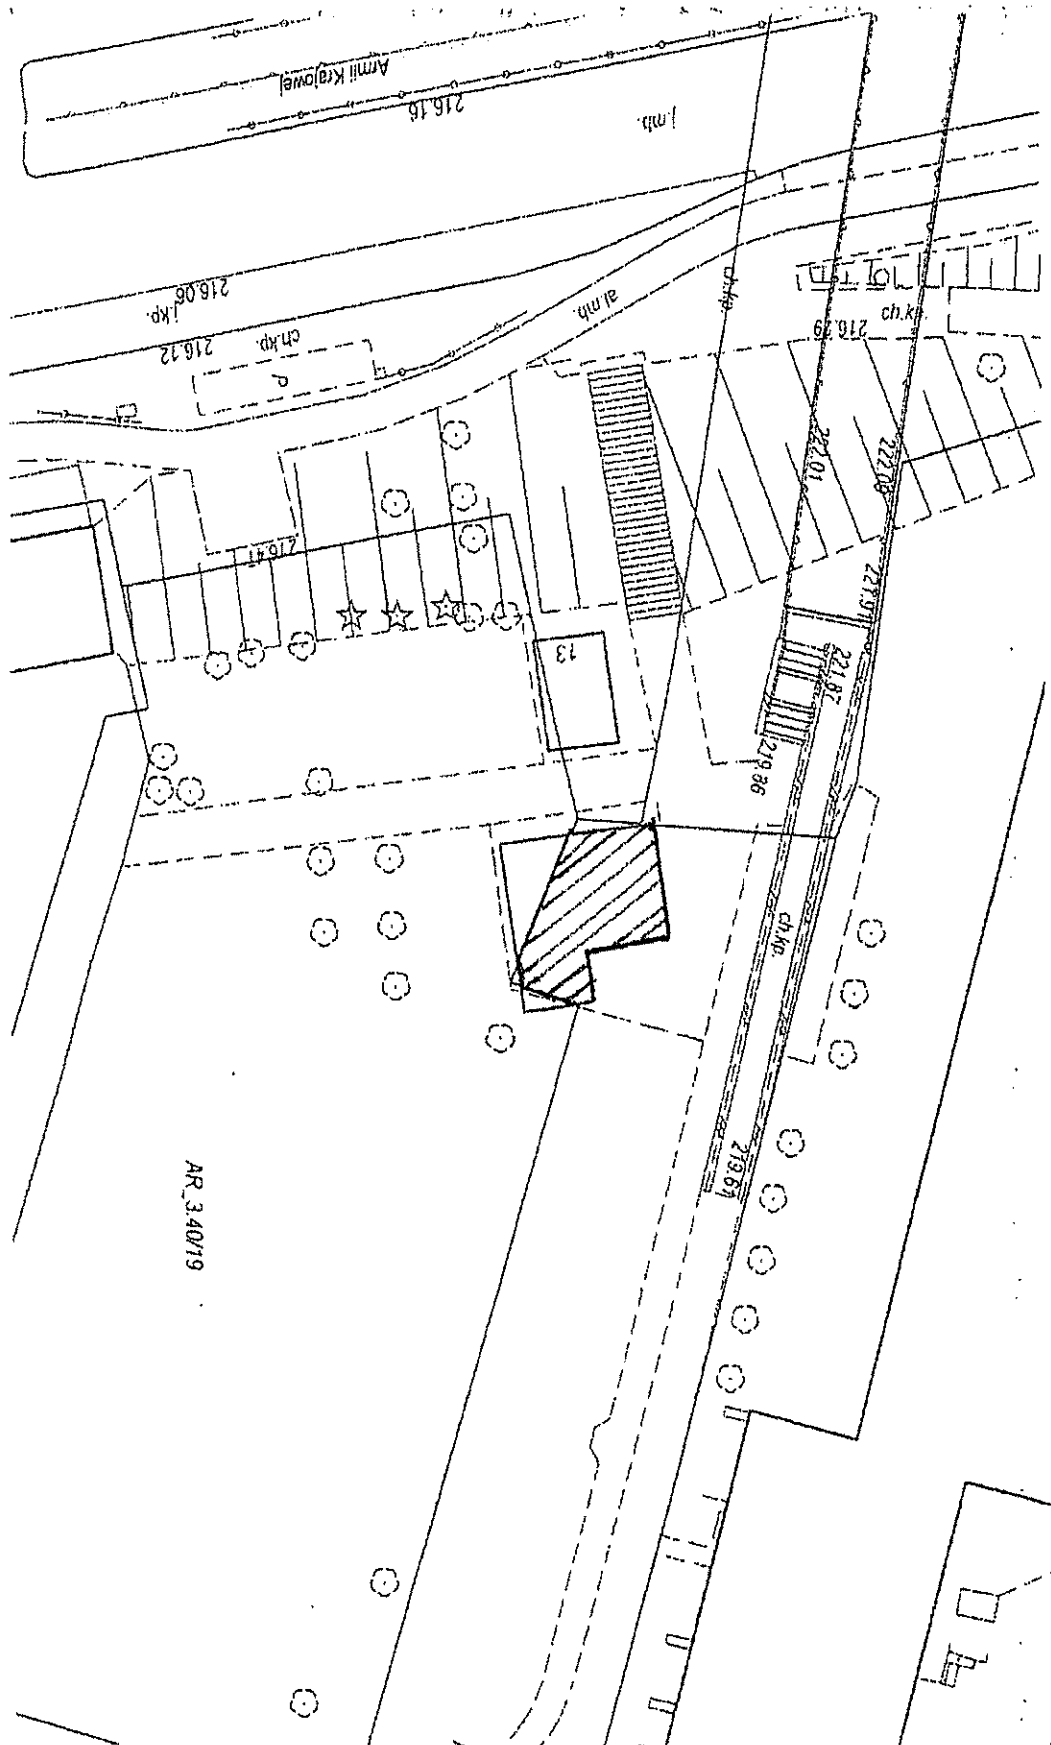 Armii Krajowej
216.16
j.mb.
216.06
j.kp.
216.12
ch.kp.
al.mb.
ch.kp.
ch.kp.
216.29
222.01
222.08
216.41
221.91
13
221.87
219.86
ch.kp.
219.61
AR_3.40/19